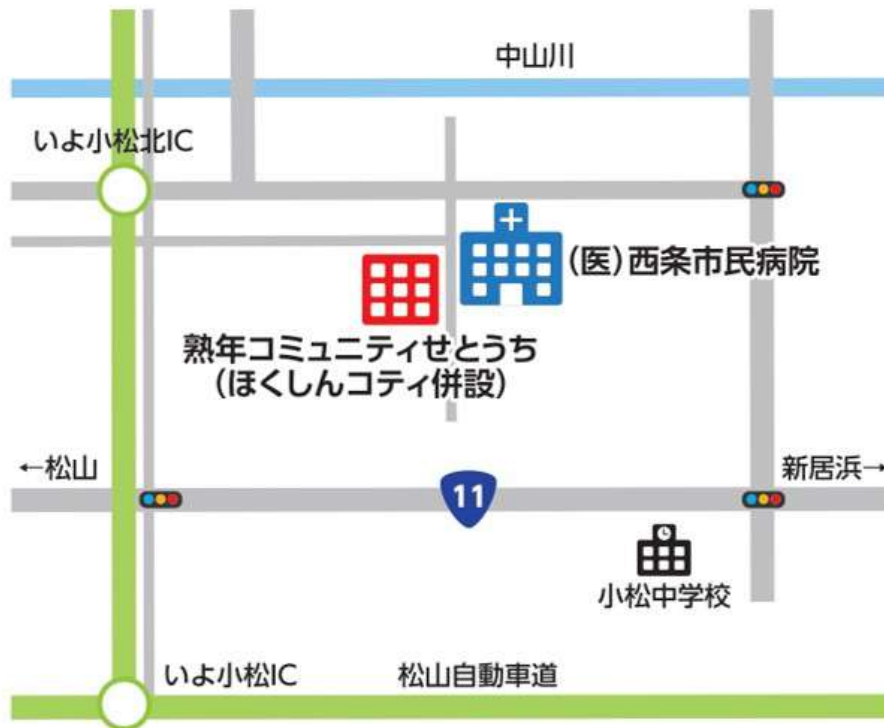 中山川
いよ小松北IC
(医)西条市民病院
熟年コミュニティせとうち
(ほくしんコティ併設)
←松山
新居浜→
11
小松中学校
いよ小松IC
松山自動車道